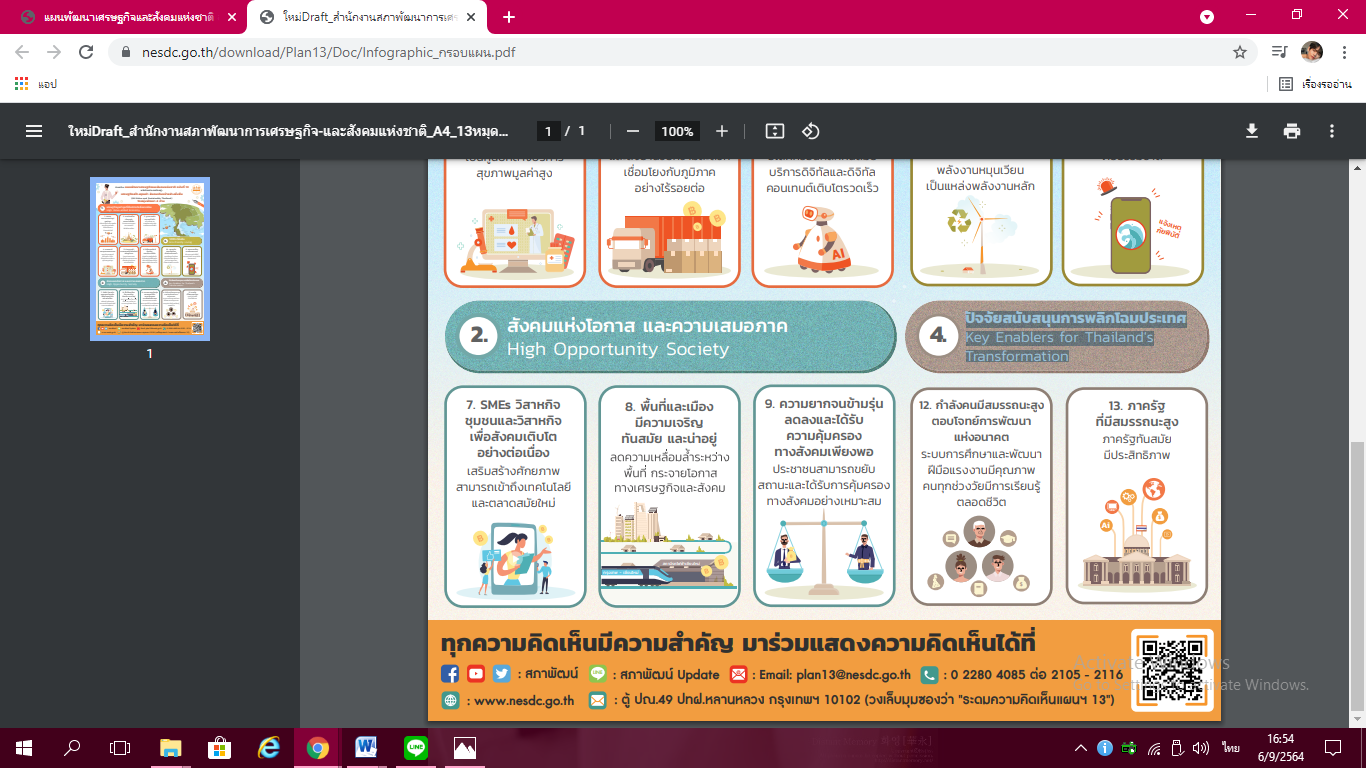 แผนพัฒนาเศรษฐกิจและสังคมแห่งชาติ
ใหม่Draft_สำนักงานสภาพัฒนาการเศร
nesdc.go.th/download/Plan13/Doc/Infographic_กรอบแผน.pdf
แอป
เรื่องรออ่าน
ใหม่Draft_สำนักงานสภาพัฒนาการเศรษฐกิจ-และสังคมแห่งชาติ_A4_13หมุด...
1 / 1
100%
1
สุขภาพมูลค่าสูง
เชื่อมโยงกับภูมิภาค
อย่างไร้รอยต่อ
บริการดิจิทัลและดิจิทัล
คอนเทนต์เติบโตรวดเร็ว
AI
พลังงานหมุนเวียน
เป็นแหล่งพลังงานหลัก
แจ้งเหตุ
ภัยพิบัติ
2.
สังคมแห่งโอกาส และความเสมอภาค
High Opportunity Society
4.
ปัจจัยสนับสนุนการพลิกโฉมประเทศ
Key Enablers for Thailand's
Transformation
7. SMEs วิสาหกิจ
ชุมชนและวิสาหกิจ
เพื่อสังคมเติบโต
อย่างต่อเนื่อง
เสริมสร้างศักยภาพ
สามารถเข้าถึงเทคโนโลยี
และตลาดสมัยใหม่
8. พื้นที่และเมือง
มีความเจริญ
ทันสมัย และน่าอยู่
ลดความเหลื่อมล้ำระหว่าง
พื้นที่ กระจายโอกาส
ทางเศรษฐกิจและสังคม
9. ความยากจนข้ามรุ่น
ลดลงและได้รับ
ความคุ้มครอง
ทางสังคมเพียงพอ
ประชาชนสามารถขยับ
สถานะและได้รับการคุ้มครอง
ทางสังคมอย่างเหมาะสม
12. กำลังคนมีสมรรถนะสูง
ตอบโจทย์การพัฒนา
แห่งอนาคต
ระบบการศึกษาและพัฒนา
ฝีมือแรงงานมีคุณภาพ
คนทุกช่วงวัยมีการเรียนรู้
ตลอดชีวิต
13. ภาครัฐ
ที่มีสมรรถนะสูง
ภาครัฐทันสมัย
มีประสิทธิภาพ
AI
ทุกความคิดเห็นมีความสำคัญ มาร่วมแสดงความคิดเห็นได้ที่
: สภาพัฒน์ : สภาพัฒน์ Update : Email: plan13@nesdc.go.th : 0 2280 4085 ต่อ 2105 - 2116
: www.nesdc.go.th : ตู้ ปณ.49 ปทฝ.หลานหลวง กรุงเทพฯ 10102 (วงเล็บมุมซองว่า "ระดมความคิดเห็นแผนฯ 13")
ไทย
16:54
6/9/2564